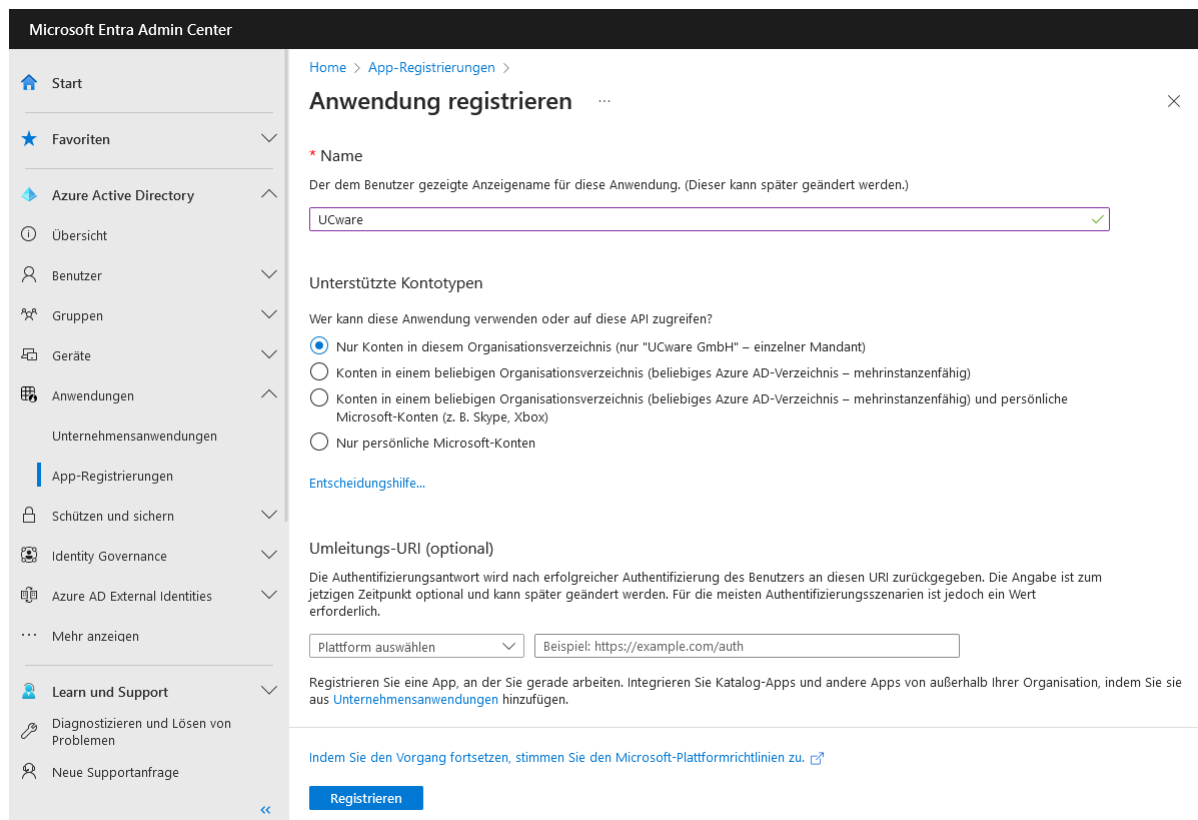 Microsoft Entra Admin Center
Start
Favoriten
Azure Active Directory
Übersicht
Benutzer
Gruppen
Geräte
Anwendungen
Unternehmensanwendungen
App-Registrierungen
Schützen und sichern
Identity Governance
Azure AD External Identities
Mehr anzeigen
Learn und Support
Diagnostizieren und Lösen von
Problemen
Neue Supportanfrage
Home > App-Registrierungen >
Anwendung registrieren ...
* Name
Der dem Benutzer gezeigte Anzeigename für diese Anwendung. (Dieser kann später geändert werden.)
UCware
Unterstützte Kontotypen
Wer kann diese Anwendung verwenden oder auf diese API zugreifen?
Nur Konten in diesem Organisationsverzeichnis (nur "UCware GmbH" – einzelner Mandant)
Konten in einem beliebigen Organisationsverzeichnis (beliebiges Azure AD-Verzeichnis – mehrinstanzenfähig)
Konten in einem beliebigen Organisationsverzeichnis (beliebiges Azure AD-Verzeichnis – mehrinstanzenfähig) und persönliche
Microsoft-Konten (z. B. Skype, Xbox)
Nur persönliche Microsoft-Konten
Entscheidungshilfe...
Umleitungs-URI (optional)
Die Authentifizierungsantwort wird nach erfolgreicher Authentifizierung des Benutzers an diesen URI zurückgegeben. Die Angabe ist zum
jetzigen Zeitpunkt optional und kann später geändert werden. Für die meisten Authentifizierungsszenarien ist jedoch ein Wert
erforderlich.
Plattform auswählen
Beispiel: https://example.com/auth
Registrieren Sie eine App, an der Sie gerade arbeiten. Integrieren Sie Katalog-Apps und andere Apps von außerhalb Ihrer Organisation, indem Sie sie
aus Unternehmensanwendungen hinzufügen.
Indem Sie den Vorgang fortsetzen, stimmen Sie den Microsoft-Plattformrichtlinien zu.
Registrieren